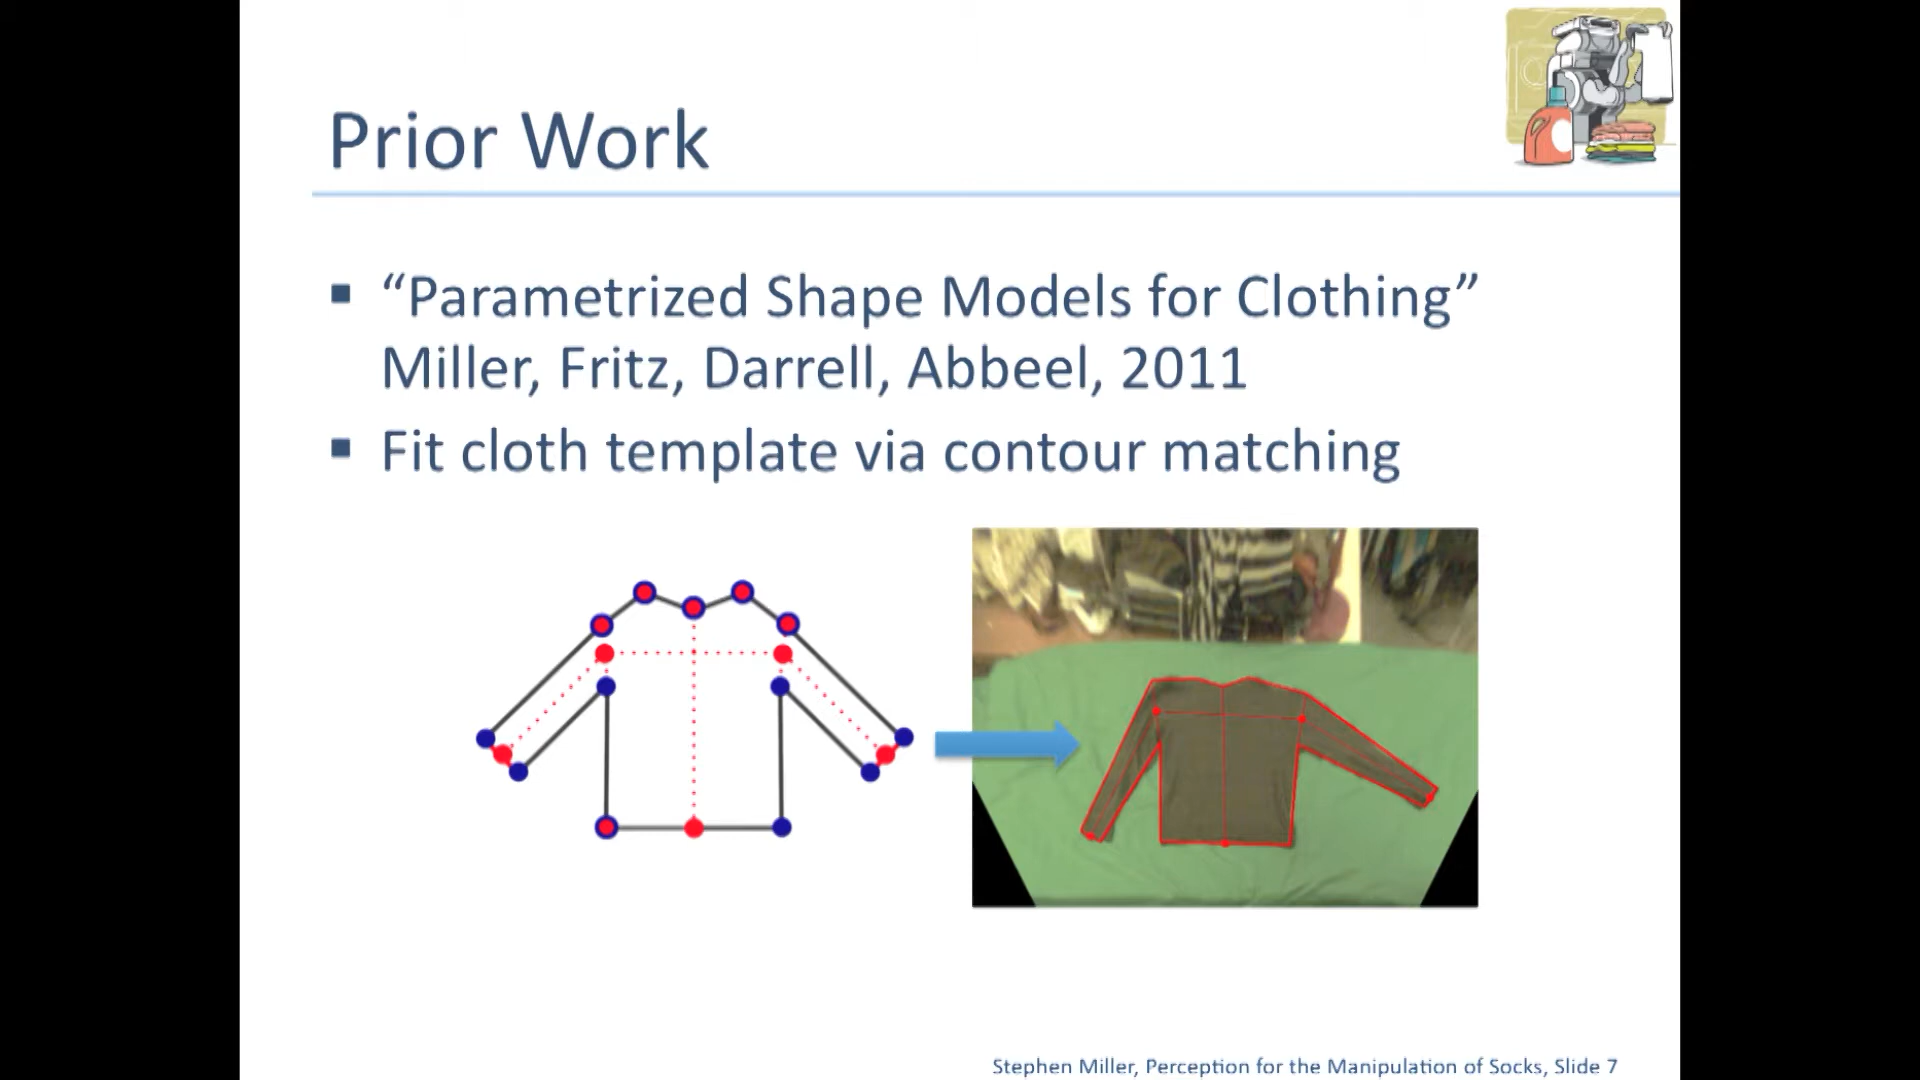 Prior Work
▪ “Parametrized Shape Models for Clothing”
Miller, Fritz, Darrell, Abbeel, 2011
▪ Fit cloth template via contour matching
Stephen Miller, Perception for the Manipulation of Socks, Slide 7